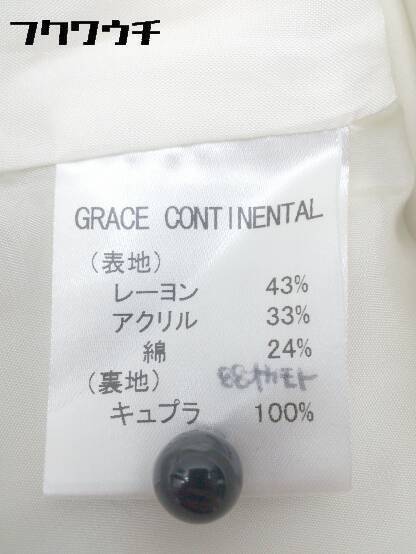 フクワウチ
GRACE CONTINENTAL
(表地)
レーヨン 43%
アクリル 33%
綿 24%
(裏地)
キュプラ 100%